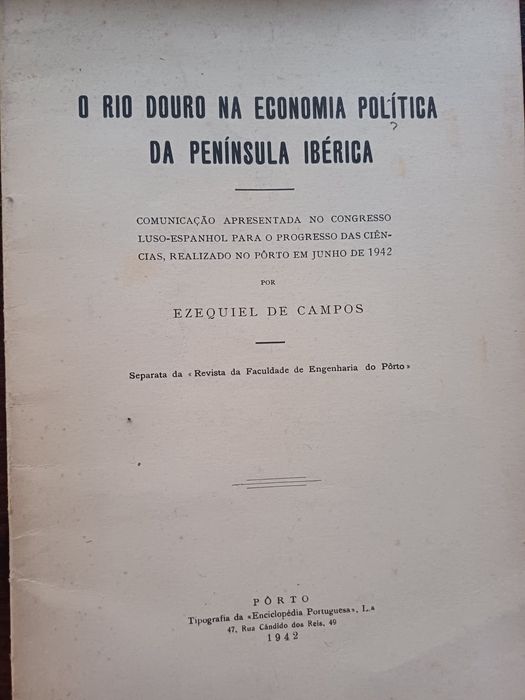 O RIO DOURO NA ECONOMIA POLÍTICA
DA PENÍNSULA IBÉRICA
COMUNICAÇÃO APRESENTADA NO CONGRESSO
LUSO-ESPANHOL PARA O PROGRESSO DAS CIÊN-
CIAS, REALIZADO NO PÔRTO EM JUNHO DE 1942
POR
EZEQUIEL DE CAMPOS
Separata da «Revista da Faculdade de Engenharia do Pôrto»
PÔRTO
Tipografia da «Enciclopédia Portuguesa», L.ª
47, Rua Cândido dos Reis, 49
1942